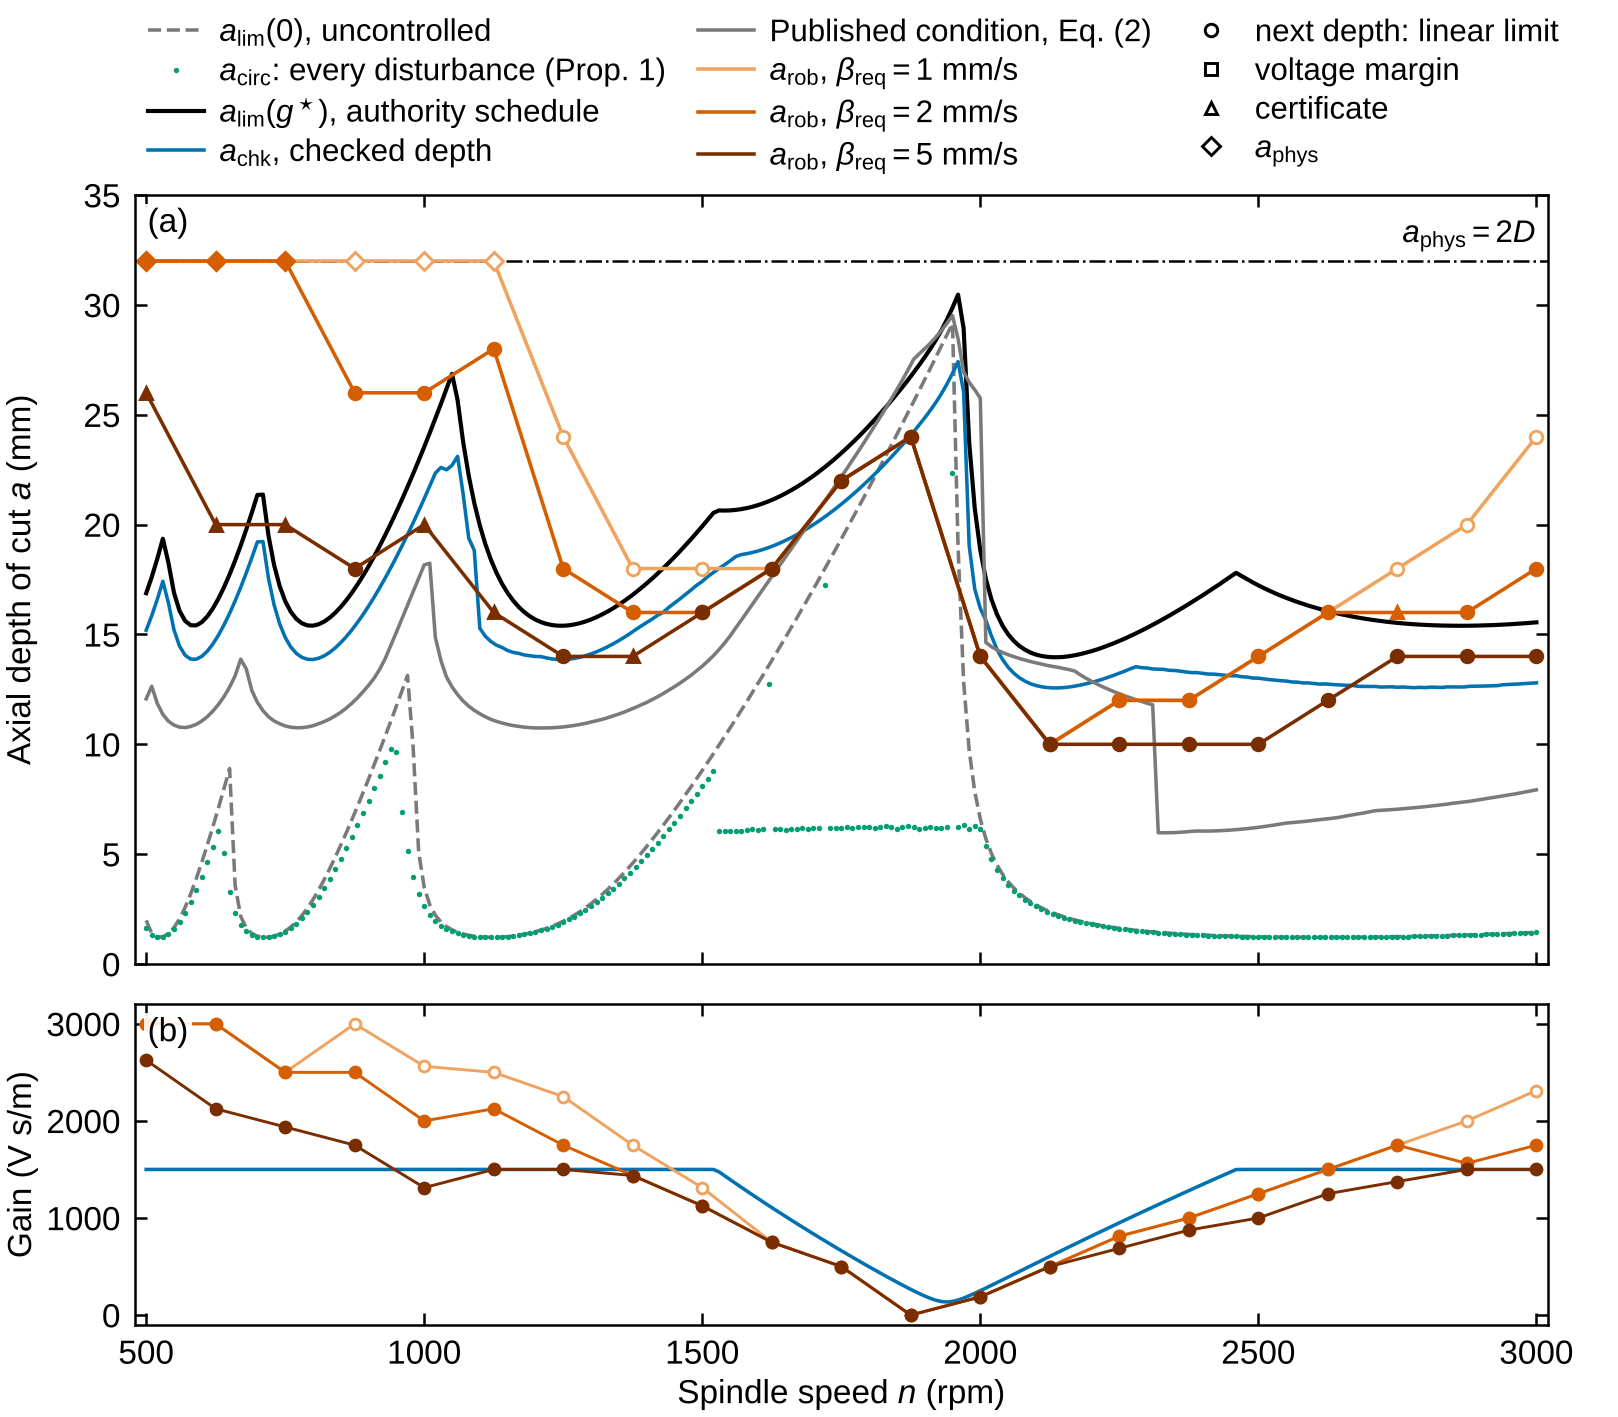 a_lim(0), uncontrolled
a_circ: every disturbance (Prop. 1)
a_lim(g⋆), authority schedule
a_chk, checked depth
Published condition, Eq. (2)
a_rob, β_req = 1 mm/s
a_rob, β_req = 2 mm/s
a_rob, β_req = 5 mm/s
next depth: linear limit
voltage margin
certificate
a_phys
(a)
a_phys = 2D
35
30
25
20
15
10
5
0
Axial depth of cut a (mm)
(b)
3000
2000
1000
0
Gain (V s/m)
500 1000 1500 2000 2500 3000
Spindle speed n (rpm)